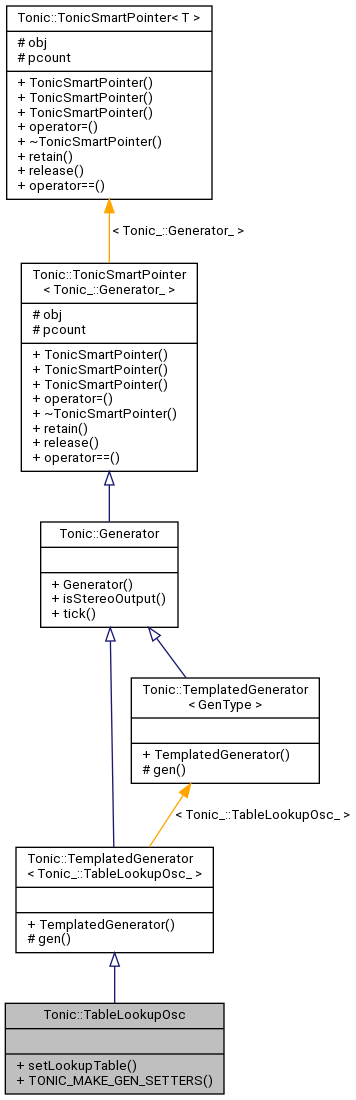 Tonic::TonicSmartPointer< T >
# obj
# pcount
+ TonicSmartPointer()
+ TonicSmartPointer()
+ TonicSmartPointer()
+ operator=()
+ ~TonicSmartPointer()
+ retain()
+ release()
+ operator==()
< Tonic_::Generator_ >
Tonic::TonicSmartPointer
< Tonic_::Generator_ >
# obj
# pcount
+ TonicSmartPointer()
+ TonicSmartPointer()
+ TonicSmartPointer()
+ operator=()
+ ~TonicSmartPointer()
+ retain()
+ release()
+ operator==()
Tonic::Generator
+ Generator()
+ isStereoOutput()
+ tick()
Tonic::TemplatedGenerator
< GenType >
+ TemplatedGenerator()
# gen()
< Tonic_::TableLookupOsc_ >
Tonic::TemplatedGenerator
< Tonic_::TableLookupOsc_ >
+ TemplatedGenerator()
# gen()
Tonic::TableLookupOsc
+ setLookupTable()
+ TONIC_MAKE_GEN_SETTERS()